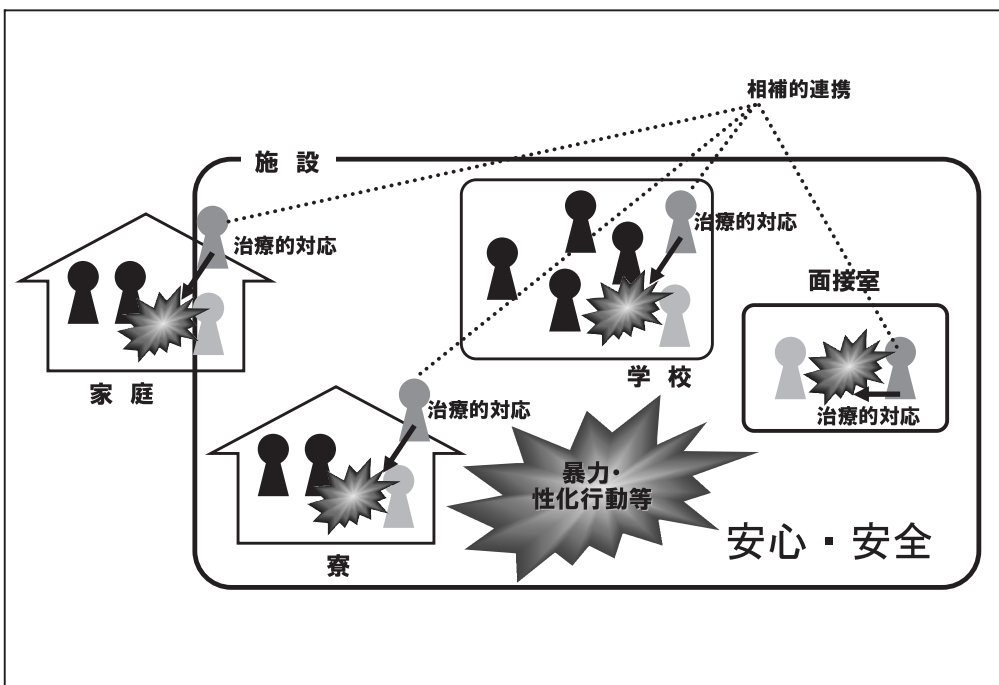 相補的連携
施 設
治療的対応
治療的対応
面接室
家 庭
学 校
治療的対応
治療的対応
暴力・
性化行動等
安心・安全
寮